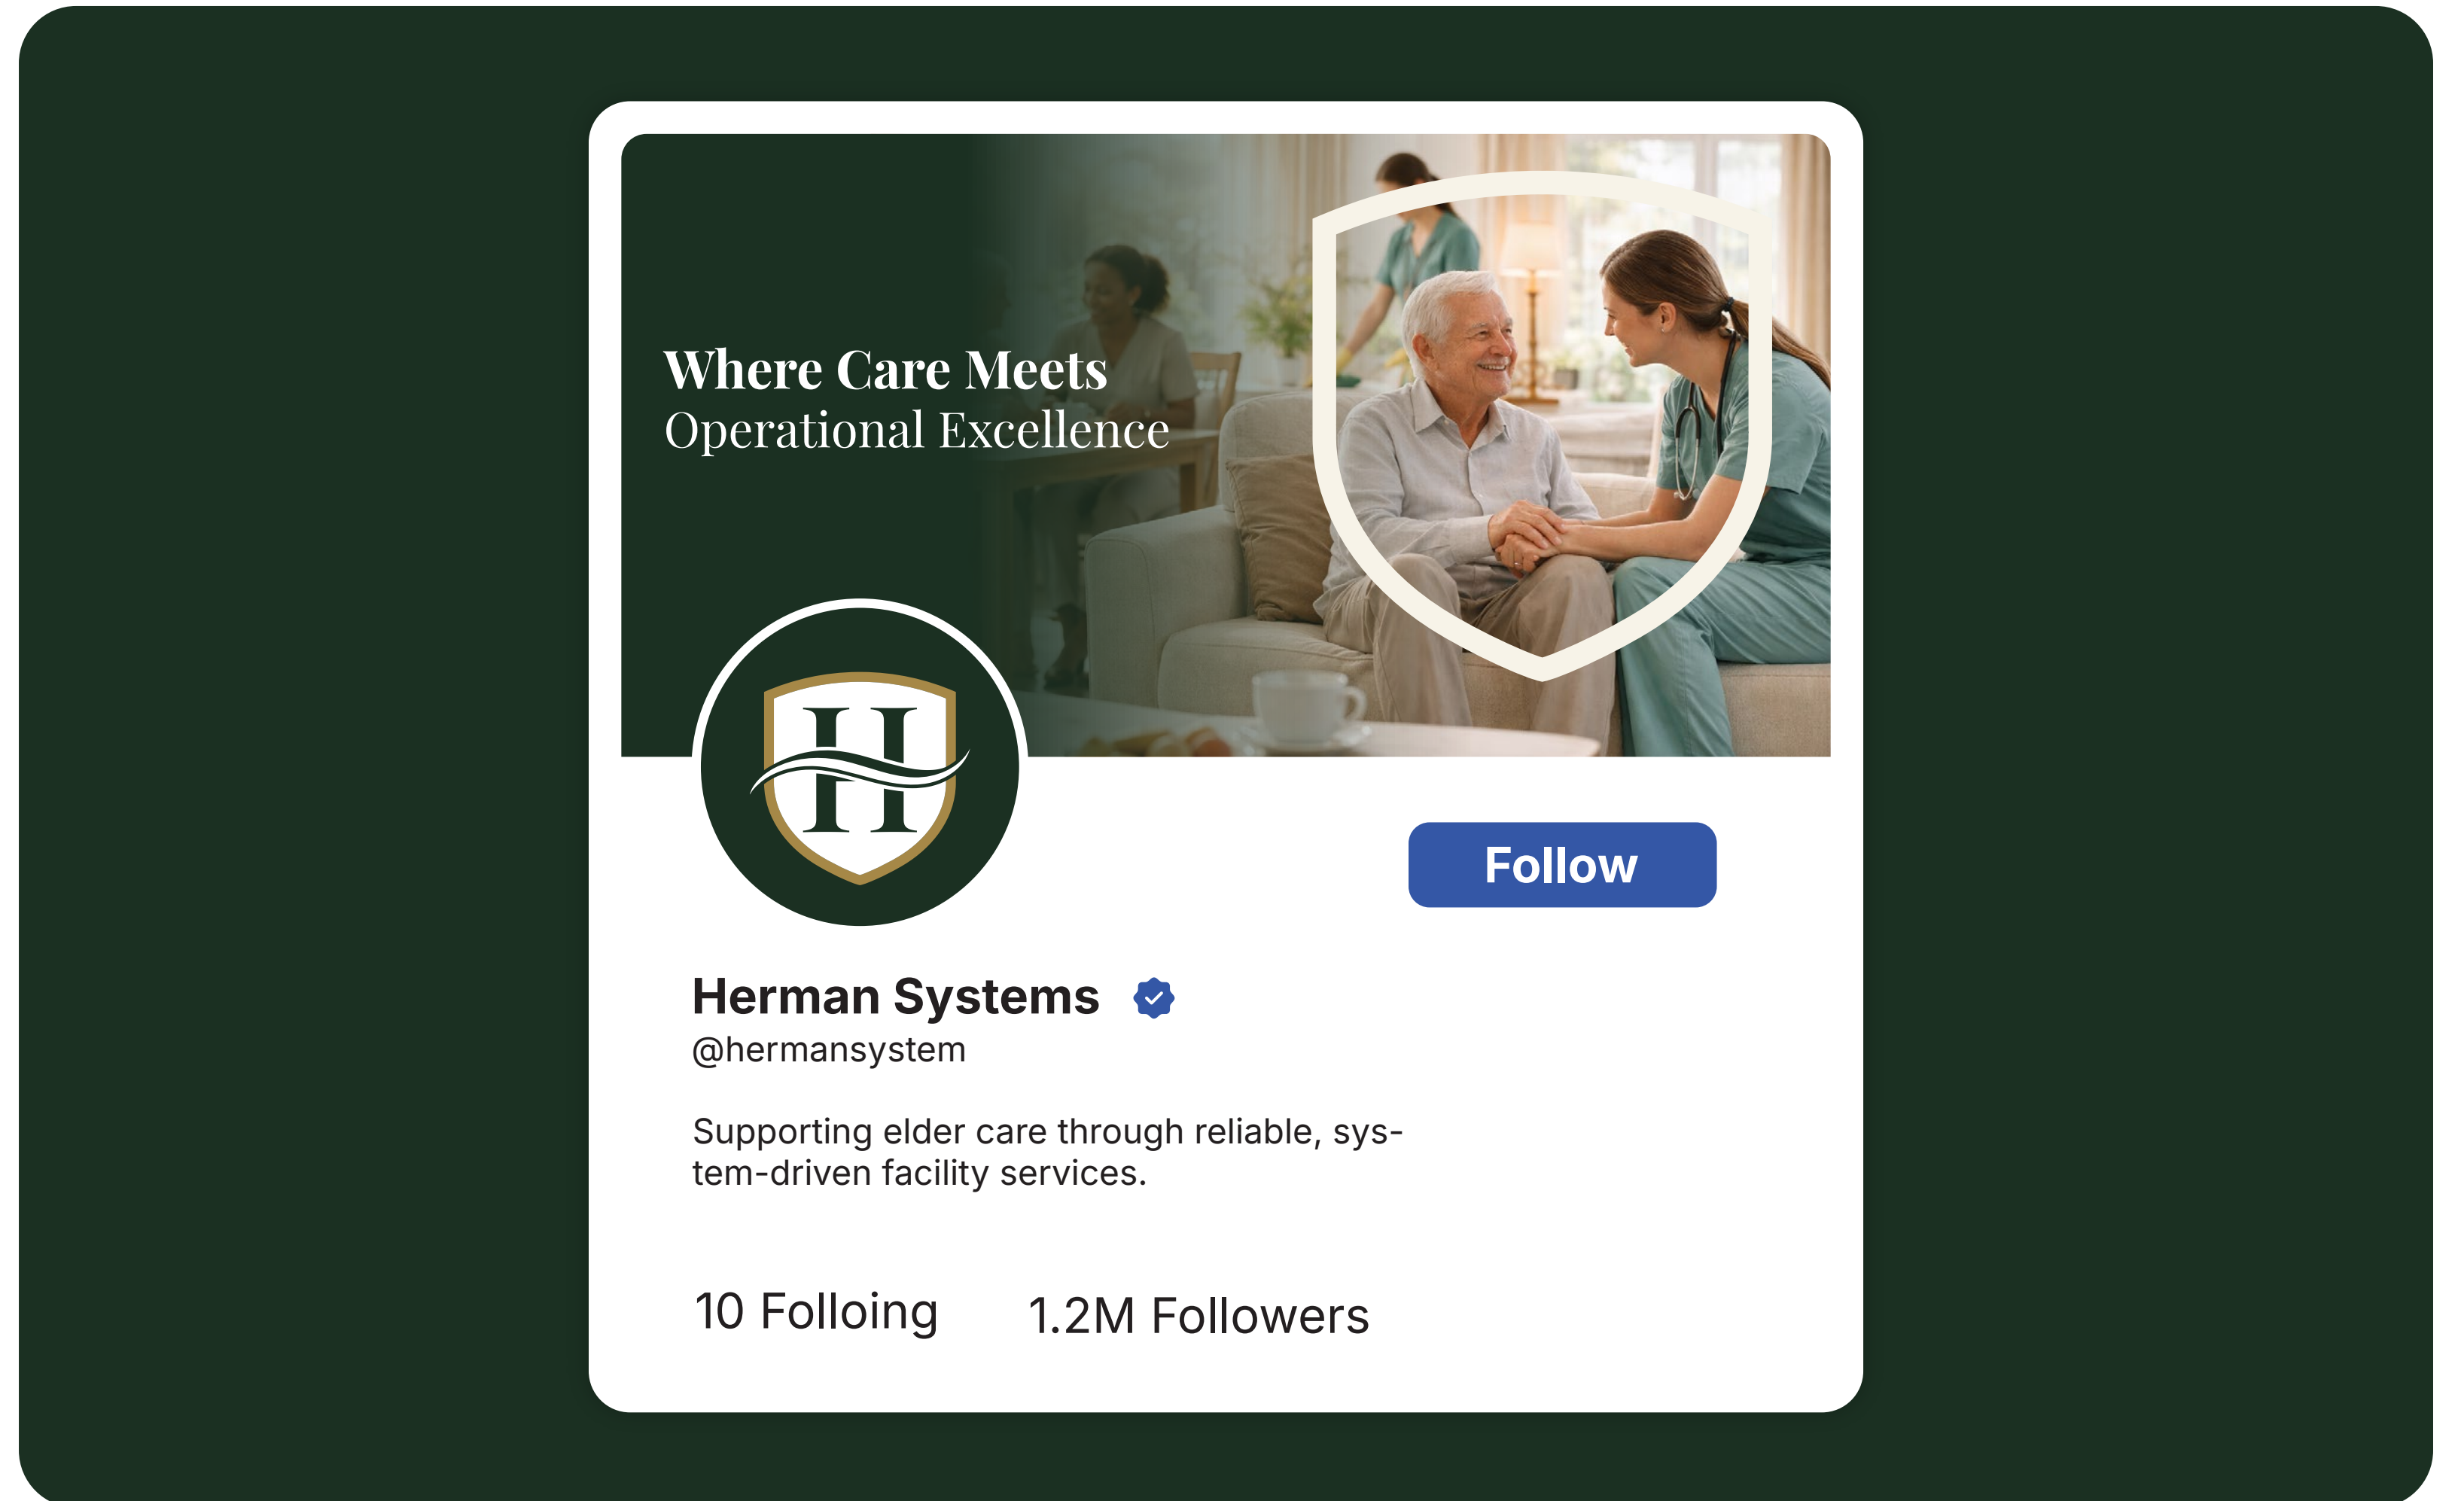 Where Care Meets
Operational Excellence
H
Follow
Herman Systems
@hermansystem
Supporting elder care through reliable, sys-
tem-driven facility services.
10 Folloing
1.2M Followers